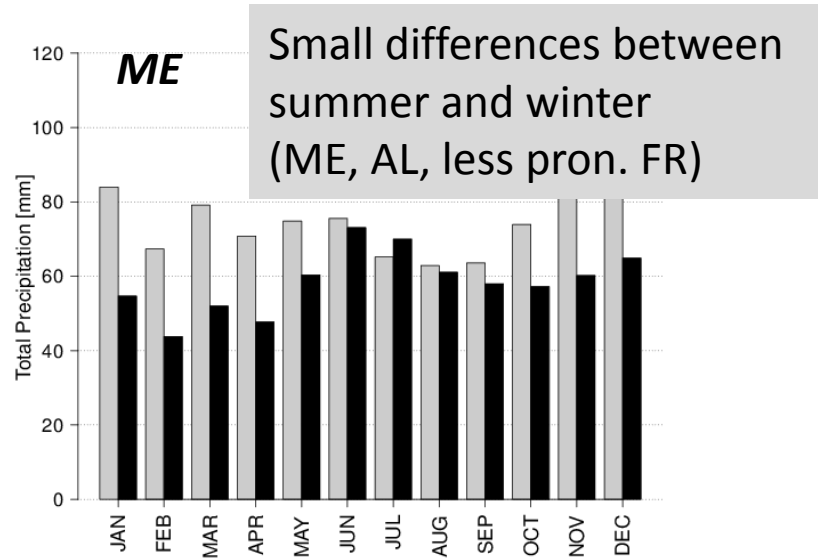 ME
Small differences between
summer and winter
(ME, AL, less pron. FR)
Total Precipitation [mm]
120
100
80
60
40
20
0
JAN
FEB
MAR
APR
MAY
JUN
JUL
AUG
SEP
OCT
NOV
DEC